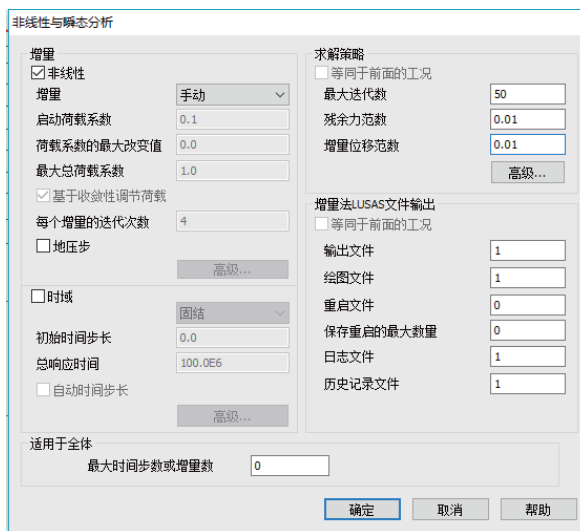 非线性与瞬态分析
增量
非线性
增量 手动
启动荷载系数 0.1
荷载系数的最大改变值 0.0
最大总荷载系数 1.0
基于收敛性调节荷载
每个增量的迭代次数 4
地压步
高级...
时域
固结
初始时间步长 0.0
总响应时间 100.0E6
自动时间步长
高级...
求解策略
等同于前面的工况
最大迭代数 50
残余力范数 0.01
增量位移范数 0.01
高级...
增量法LUSAS文件输出
等同于前面的工况
输出文件 1
绘图文件 1
重启文件 0
保存重启的最大数量 0
日志文件 1
历史记录文件 1
适用于全体
最大时间步数或增量数 0
确定 取消 帮助